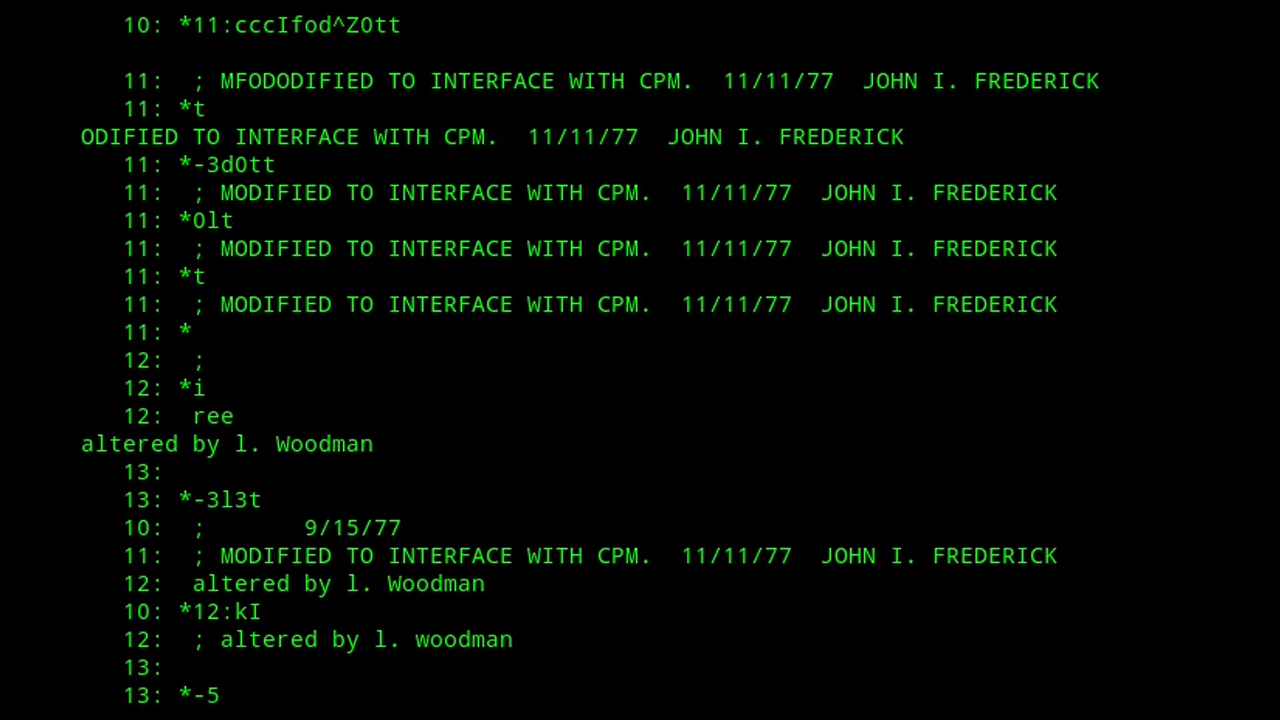 10: *11:cccIfod^Z0tt
11: ; MFODODIFIED TO INTERFACE WITH CPM. 11/11/77 JOHN I. FREDERICK
11: *t
ODIFIED TO INTERFACE WITH CPM. 11/11/77 JOHN I. FREDERICK
11: *-3d0tt
11: ; MODIFIED TO INTERFACE WITH CPM. 11/11/77 JOHN I. FREDERICK
11: *0lt
11: ; MODIFIED TO INTERFACE WITH CPM. 11/11/77 JOHN I. FREDERICK
11: *t
11: ; MODIFIED TO INTERFACE WITH CPM. 11/11/77 JOHN I. FREDERICK
11: *
12: ;
12: *i
12: ree
altered by l. Woodman
13:
13: *-3l3t
10: ; 9/15/77
11: ; MODIFIED TO INTERFACE WITH CPM. 11/11/77 JOHN I. FREDERICK
12: altered by l. Woodman
10: *12:kI
12: ; altered by l. woodman
13:
13: *-5